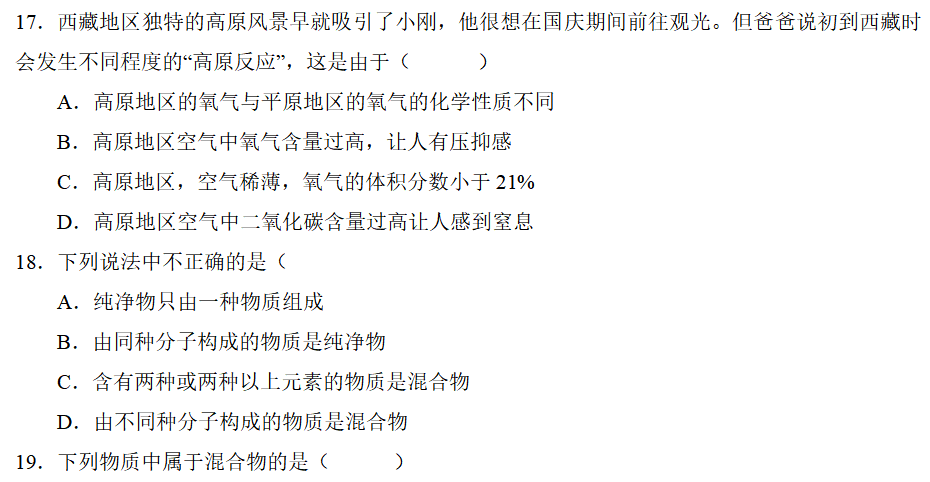 17．西藏地区独特的高原风景早就吸引了小刚，他很想在国庆期间前往观光。但爸爸说初到西藏时
会发生不同程度的“高原反应”，这是由于（　　　）
A．高原地区的氧气与平原地区的氧气的化学性质不同
B．高原地区空气中氧气含量过高，让人有压抑感
C．高原地区，空气稀薄，氧气的体积分数小于 21%
D．高原地区空气中二氧化碳含量过高让人感到窒息
18．下列说法中不正确的是（
A．纯净物只由一种物质组成
B．由同种分子构成的物质是纯净物
C．含有两种或两种以上元素的物质是混合物
D．由不同种分子构成的物质是混合物
19．下列物质中属于混合物的是（　　　）